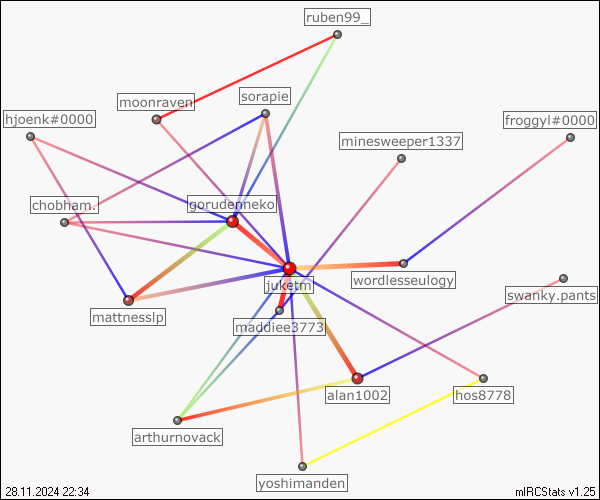 ruben99_
moonraven
sorapie
hjoenk#0000
froggyl#0000
minesweeper1337
chobham.
gorudenneko
juketm
wordlesseulogy
swanky.pants
mattnesslp
maddiee3773
alan1002
hos8778
arthurnovack
yoshimanden
28.11.2024 22:34
mIRCStats v1.25